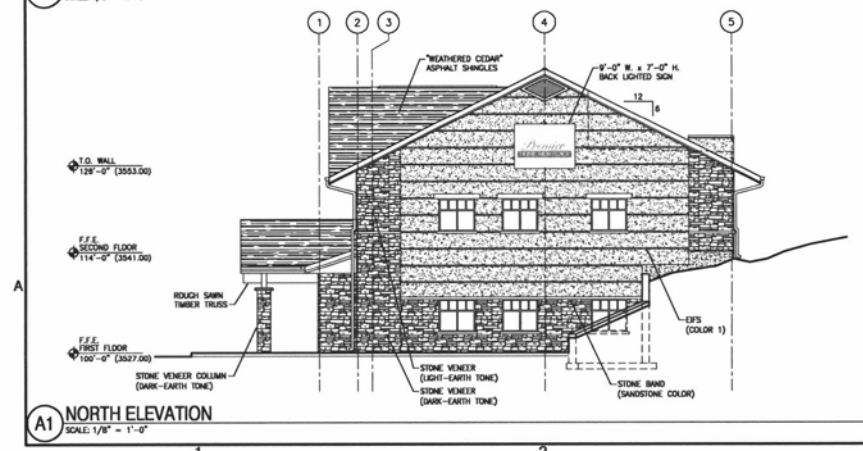 1
2
3
4
5
"WEATHERED CEDAR"
ASPHALT SHINGLES
9'-0" W. x 7'-0" H.
BACK LIGHTED SIGN
12
6
Premier
T.O. WALL
128'-0" (3553.00)
F.F.E.
SECOND FLOOR
114'-0" (3541.00)
A
ROUGH SAWN
TIMBER TRUSS
EIFS
(COLOR 1)
F.F.E.
FIRST FLOOR
100'-0" (3527.00)
STONE VENEER COLUMN
(DARK-EARTH TONE)
STONE VENEER
(LIGHT-EARTH TONE)
STONE VENEER
(DARK-EARTH TONE)
STONE BAND
(SANDSTONE COLOR)
A1
NORTH ELEVATION
SCALE: 1/8" = 1'-0"